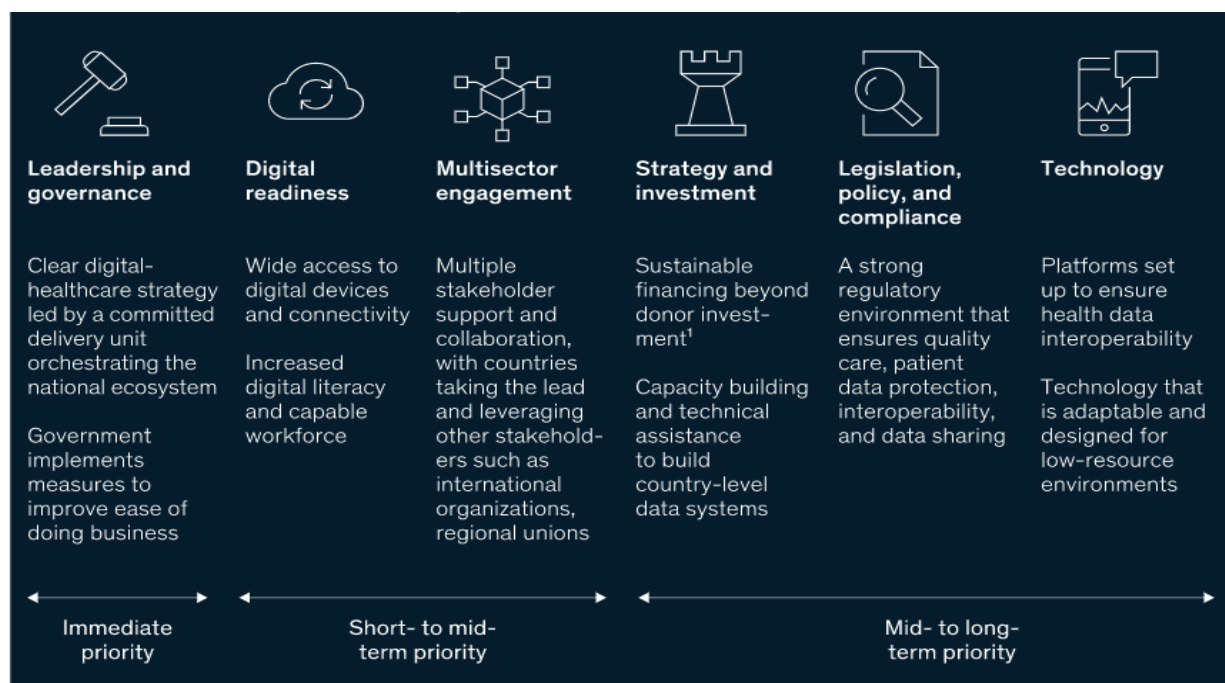 Leadership and
governance
Clear digital-
healthcare strategy
led by a committed
delivery unit
orchestrating the
national ecosystem
Government
implements
measures to
improve ease of
doing business
Digital
readiness
Wide access to
digital devices
and connectivity
Increased
digital literacy
and capable
workforce
Multisector
engagement
Multiple
stakeholder
support and
collaboration,
with countries
taking the lead
and leveraging
other stakehold-
ers such as
international
organizations,
regional unions
Strategy and
investment
Sustainable
financing beyond
donor invest-
ment¹
Capacity building
and technical
assistance
to build
country-level
data systems
Legislation,
policy, and
compliance
A strong
regulatory
environment that
ensures quality
care, patient
data protection,
interoperability,
and data sharing
Technology
Platforms set
up to ensure
health data
interoperability
Technology that
is adaptable and
designed for
low-resource
environments
Immediate
priority
Short- to mid-
term priority
Mid- to long-
term priority